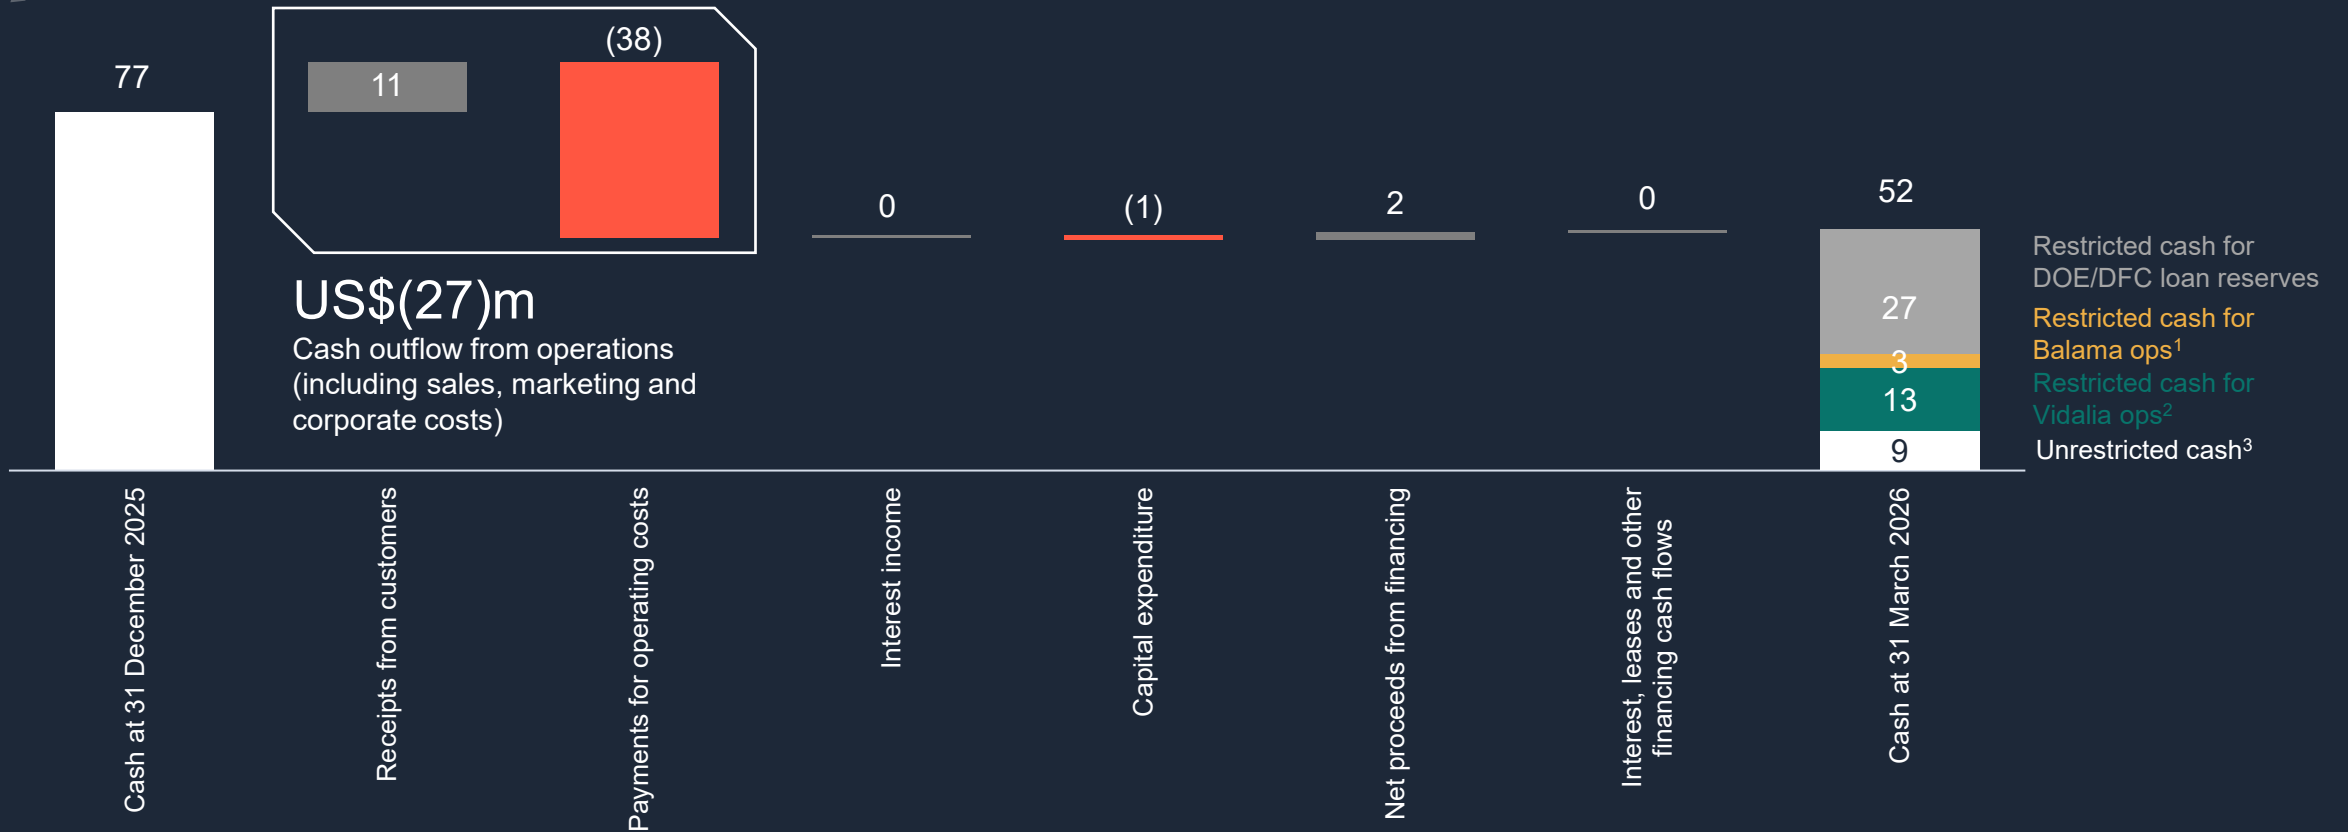 77
11
(38)
US$(27)m
Cash outflow from operations
(including sales, marketing and
corporate costs)
0
(1)
2
0
52
27
3
13
9
Restricted cash for
DOE/DFC loan reserves
Restricted cash for
Balama ops¹
Restricted cash for
Vidalia ops²
Unrestricted cash³
Cash at 31 December 2025
Receipts from customers
Payments for operating costs
Interest income
Capital expenditure
Net proceeds from financing
Interest, leases and other
financing cash flows
Cash at 31 March 2026